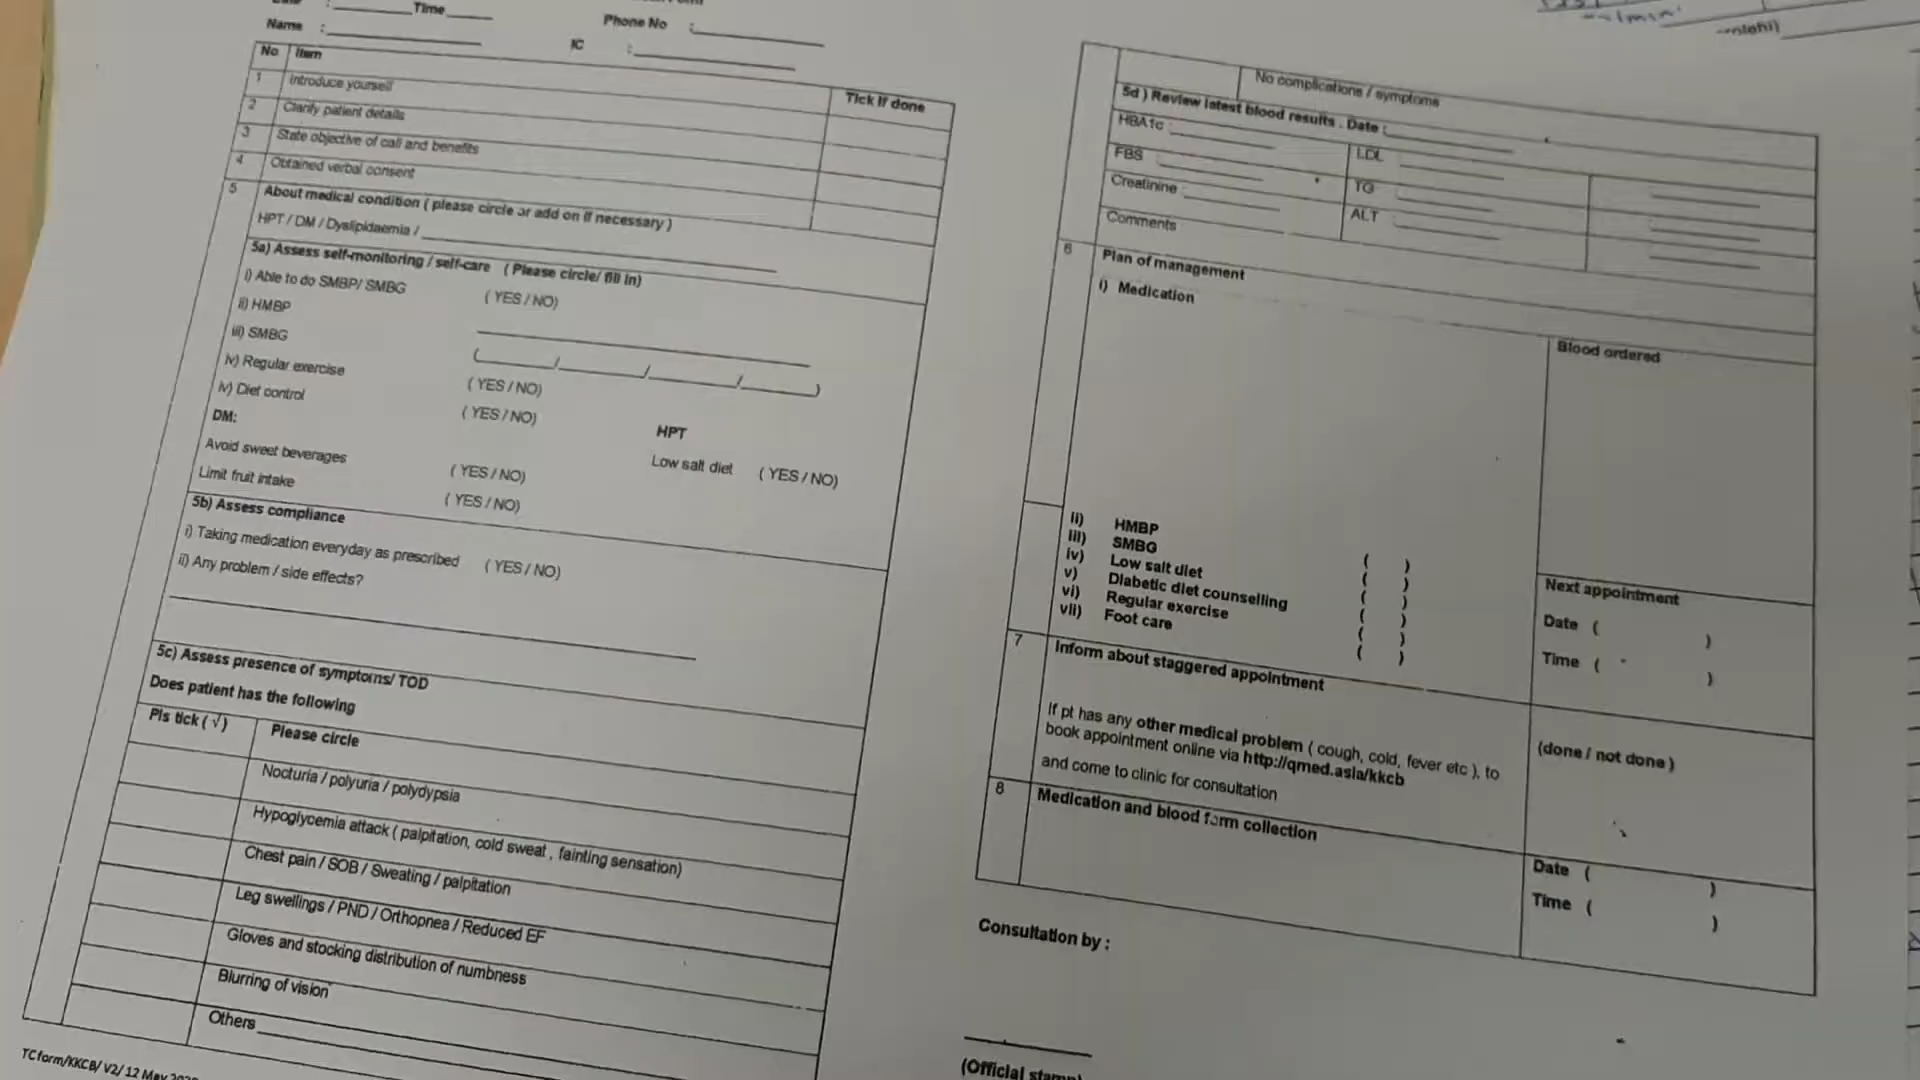 Time
Name :
Phone No :
IC :
No Item
Tick if done
1 Introduce yourself
2 Clarify patient details
3 State objective of call and benefits
4 Obtained verbal consent
5 About medical condition ( please circle or add on if necessary )
HPT / DM / Dyslipidaemia /
5a) Assess self-monitoring / self-care ( Please circle/ fill in)
i) Able to do SMBP/ SMBG ( YES / NO)
ii) HMBP
iii) SMBG ( / / / )
iv) Regular exercise ( YES / NO)
iv) Diet control ( YES / NO)
DM: HPT
Avoid sweet beverages ( YES / NO) Low salt diet ( YES / NO)
Limit fruit intake ( YES / NO)
5b) Assess compliance
i) Taking medication everyday as prescribed ( YES / NO)
ii) Any problem / side effects?
5c) Assess presence of symptoms/ TOD
Does patient has the following
Pls tick ( √ ) Please circle
Nocturia / polyuria / polydypsia
Hypoglycemia attack ( palpitation, cold sweat , fainting sensation)
Chest pain / SOB / Sweating / palpitation
Leg swellings / PND / Orthopnea / Reduced EF
Gloves and stocking distribution of numbness
Blurring of vision
Others
TC form/KKCB/ V2/ 12 May
No complications / symptoms
5d ) Review latest blood results . Date :
HBA1c : LDL
FBS TG
Creatinine ALT
Comments
6 Plan of management
i) Medication
Blood ordered
ii) HMBP ( )
iii) SMBG ( )
iv) Low salt diet ( )
v) Diabetic diet counselling ( )
vi) Regular exercise ( )
vii) Foot care ( )
Next appointment
Date ( )
Time ( )
7 Inform about staggered appointment
If pt has any other medical problem ( cough, cold, fever etc ), to
book appointment online via http://qmed.asia/kkcb
and come to clinic for consultation
(done / not done )
8 Medication and blood form collection
Date ( )
Time ( )
Consultation by :
(Official stamp)